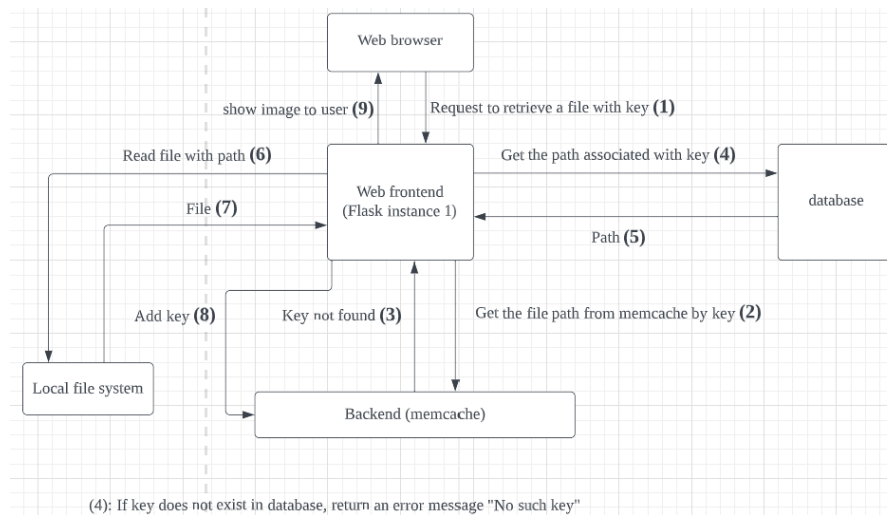 Web browser
show image to user (9)
Request to retrieve a file with key (1)
Read file with path (6)
Get the path associated with key (4)
Web frontend
(Flask instance 1)
database
File (7)
Path (5)
Add key (8)
Key not found (3)
Get the file path from memcache by key (2)
Local file system
Backend (memcache)
(4): If key does not exist in database, return an error message "No such key"